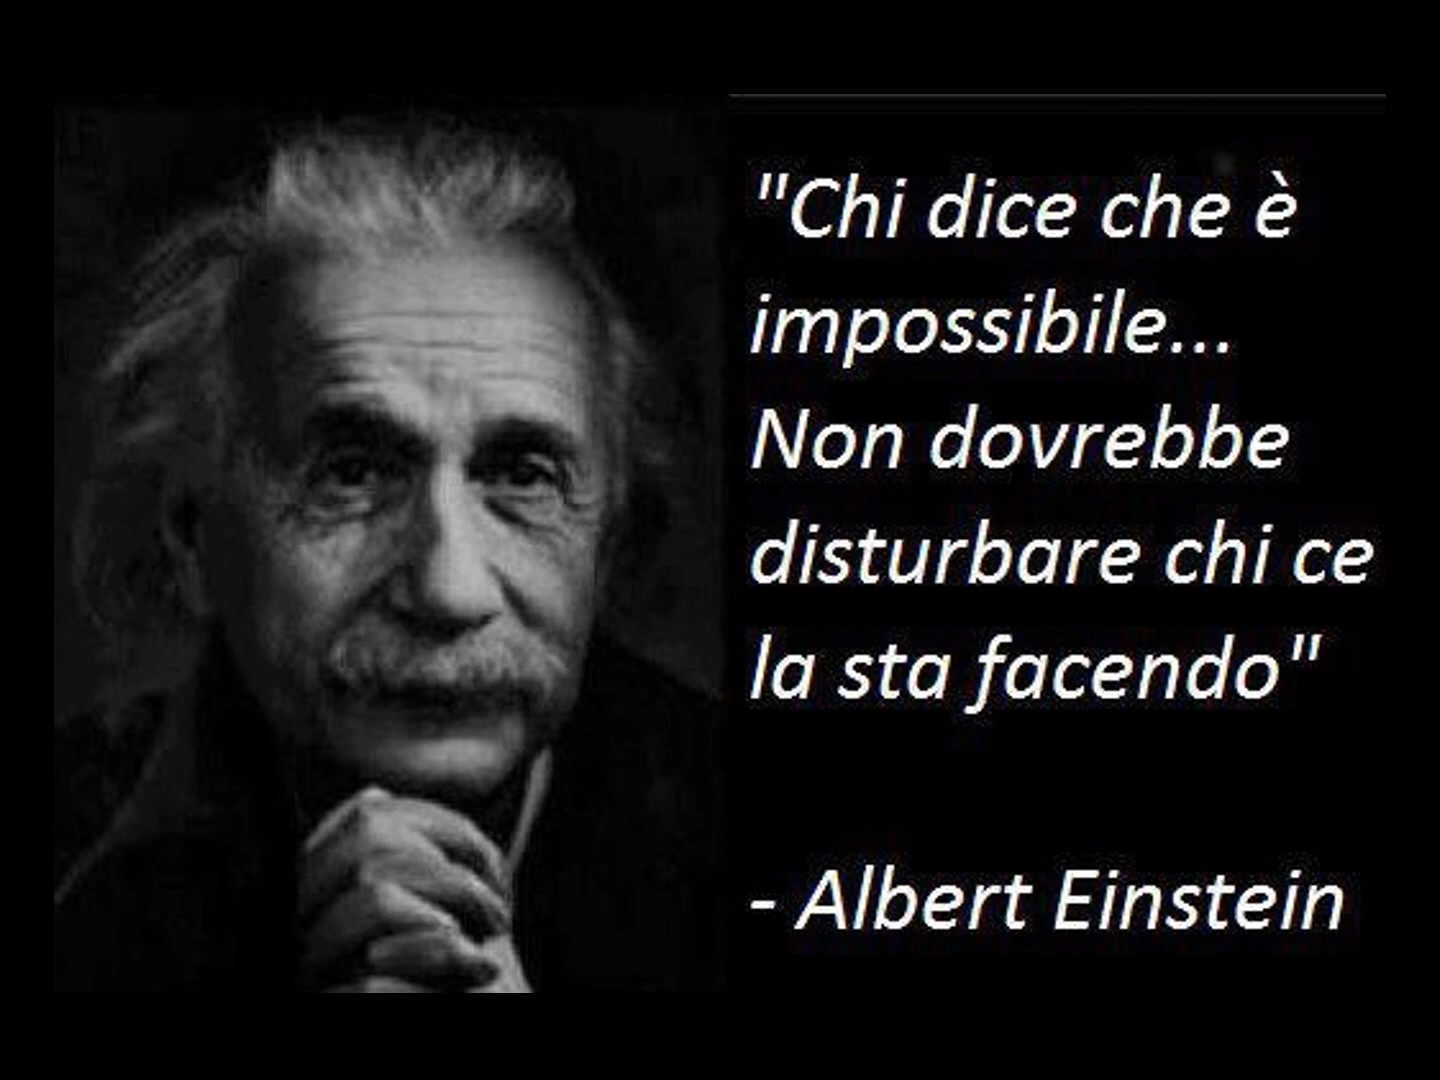 "Chi dice che è
impossibile...
Non dovrebbe
disturbare chi ce
la sta facendo"
- Albert Einstein